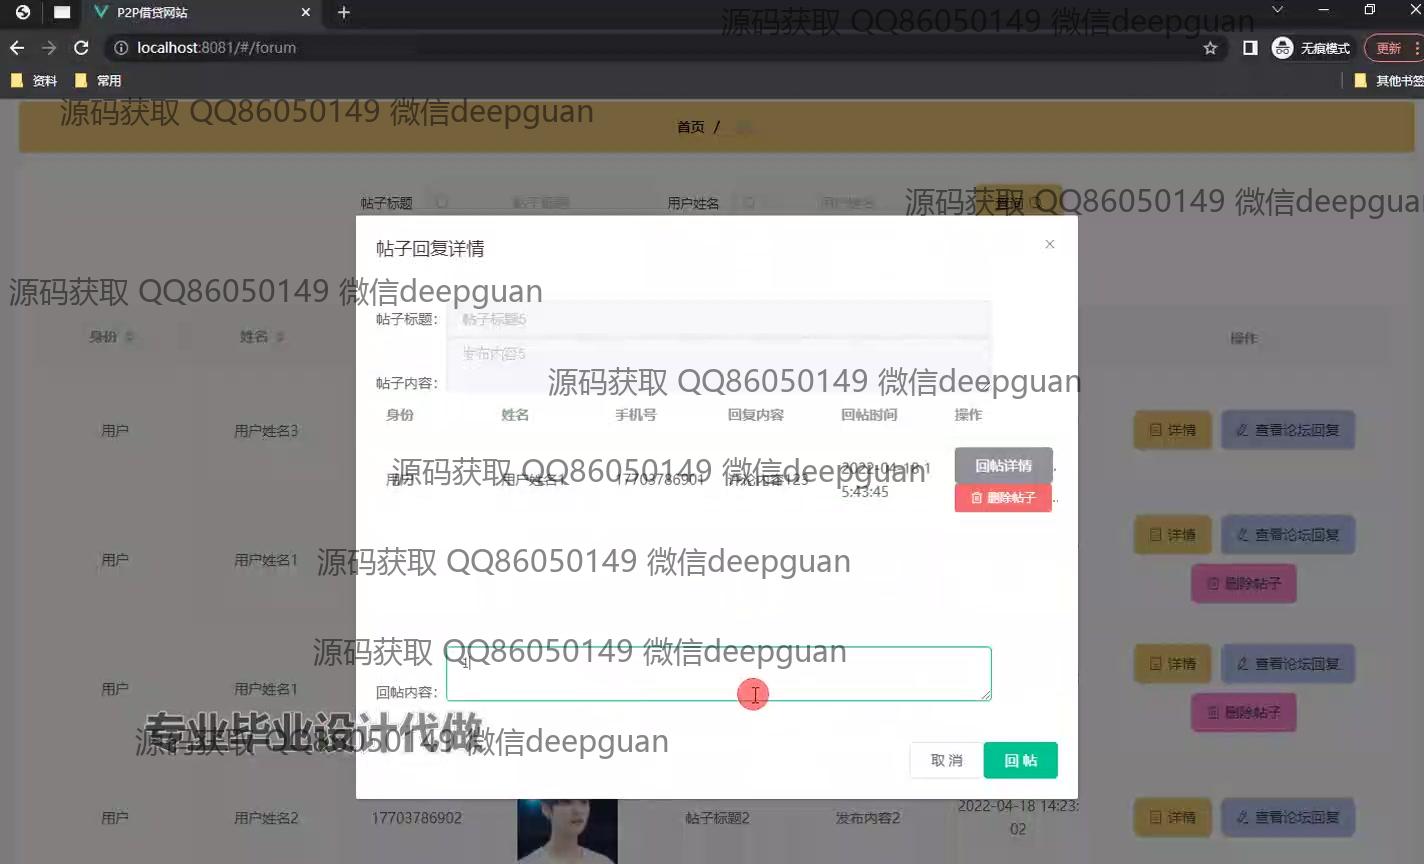 P2P借贷网站
源码获取 QQ86050149 微信deepguan
localhost:8081/#/forum
无痕模式
更新
资料
常用
其他书签
源码获取 QQ86050149 微信deepguan
首页 /
帖子标题
帖子标题
用户姓名
用户姓名
查询
源码获取 QQ86050149 微信deepguan
帖子回复详情
源码获取 QQ86050149 微信deepguan
帖子标题：
帖子标题5
身份
姓名
操作
发布内容5
帖子内容：
源码获取 QQ86050149 微信deepguan
身份 姓名 手机号 回复内容 回帖时间 操作
用户 用户姓名3
详情 查看论坛回复
用户 用户姓名1 17703786901 评论内容123 2022-04-18 1
5:43:45
回帖详情
删除帖子
源码获取 QQ86050149 微信deepguan
用户 用户姓名1
详情 查看论坛回复
删除帖子
源码获取 QQ86050149 微信deepguan
源码获取 QQ86050149 微信deepguan
回帖内容：
用户 用户姓名1
详情 查看论坛回复
删除帖子
专业毕业设计代做
源码获取 QQ86050149 微信deepguan
取消 回帖
用户 用户姓名2 17703786902 帖子标题2 发布内容2 2022-04-18 14:23:
02
详情 查看论坛回复